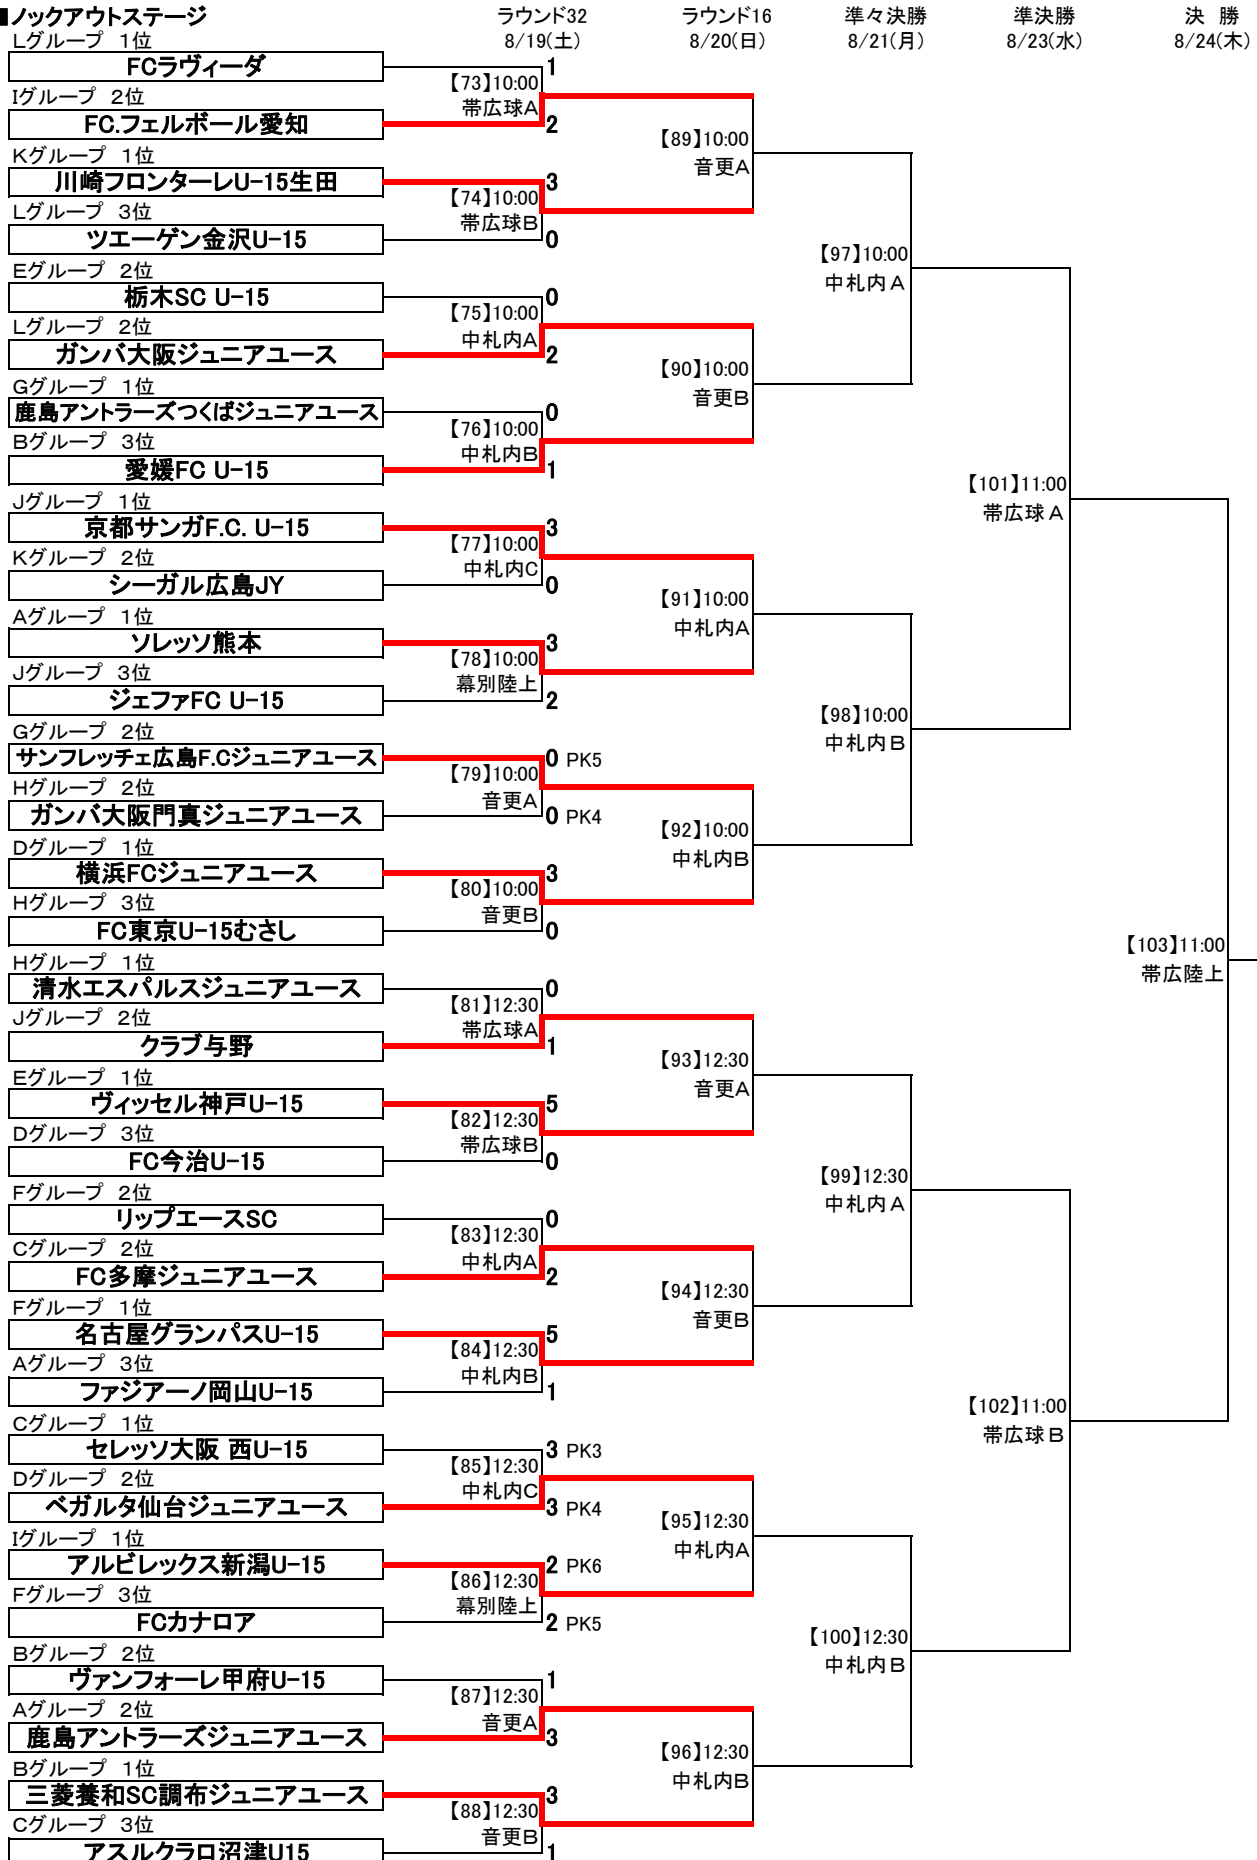 ■ノックアウトステージ
ラウンド32 ラウンド16 準々決勝 準決勝 決 勝
8/19(土) 8/20(日) 8/21(月) 8/23(水) 8/24(木)
Lグループ 1位
FCラヴィーダ 1
【73】10:00
帯広球A
Iグループ 2位
FC.フェルボール愛知 2
【89】10:00
音更A
Kグループ 1位
川崎フロンターレU-15生田 3
【74】10:00
帯広球B
Lグループ 3位
ツエーゲン金沢U-15 0
【97】10:00
中札内A
Eグループ 2位
栃木SC U-15 0
【75】10:00
中札内A
Lグループ 2位
ガンバ大阪ジュニアユース 2
【90】10:00
音更B
Gグループ 1位
鹿島アントラーズつくばジュニアユース 0
【76】10:00
中札内B
Bグループ 3位
愛媛FC U-15 1
【101】11:00
帯広球A
Jグループ 1位
京都サンガF.C. U-15 3
【77】10:00
中札内C
Kグループ 2位
シーガル広島JY 0
【91】10:00
中札内A
Aグループ 1位
ソレッソ熊本 3
【78】10:00
幕別陸上
Jグループ 3位
ジェファFC U-15 2
【98】10:00
中札内B
Gグループ 2位
サンフレッチェ広島F.Cジュニアユース 0 PK5
【79】10:00
音更A
Hグループ 2位
ガンバ大阪門真ジュニアユース 0 PK4
【92】10:00
中札内B
Dグループ 1位
横浜FCジュニアユース 3
【80】10:00
音更B
Hグループ 3位
FC東京U-15むさし 0
【103】11:00
帯広陸上
Hグループ 1位
清水エスパルスジュニアユース 0
【81】12:30
帯広球A
Jグループ 2位
クラブ与野 1
【93】12:30
音更A
Eグループ 1位
ヴィッセル神戸U-15 5
【82】12:30
帯広球B
Dグループ 3位
FC今治U-15 0
【99】12:30
中札内A
Fグループ 2位
リップエースSC 0
【83】12:30
中札内A
Cグループ 2位
FC多摩ジュニアユース 2
【94】12:30
音更B
Fグループ 1位
名古屋グランパスU-15 5
【84】12:30
中札内B
Aグループ 3位
ファジアーノ岡山U-15 1
【102】11:00
帯広球B
Cグループ 1位
セレッソ大阪 西U-15 3 PK3
【85】12:30
中札内C
Dグループ 2位
ベガルタ仙台ジュニアユース 3 PK4
【95】12:30
中札内A
Iグループ 1位
アルビレックス新潟U-15 2 PK6
【86】12:30
幕別陸上
Fグループ 3位
FCカナロア 2 PK5
【100】12:30
中札内B
Bグループ 2位
ヴァンフォーレ甲府U-15 1
【87】12:30
音更A
Aグループ 2位
鹿島アントラーズジュニアユース 3
【96】12:30
中札内B
Bグループ 1位
三菱養和SC調布ジュニアユース 3
【88】12:30
音更B
Cグループ 3位
アスルクラロ沼津U15 1